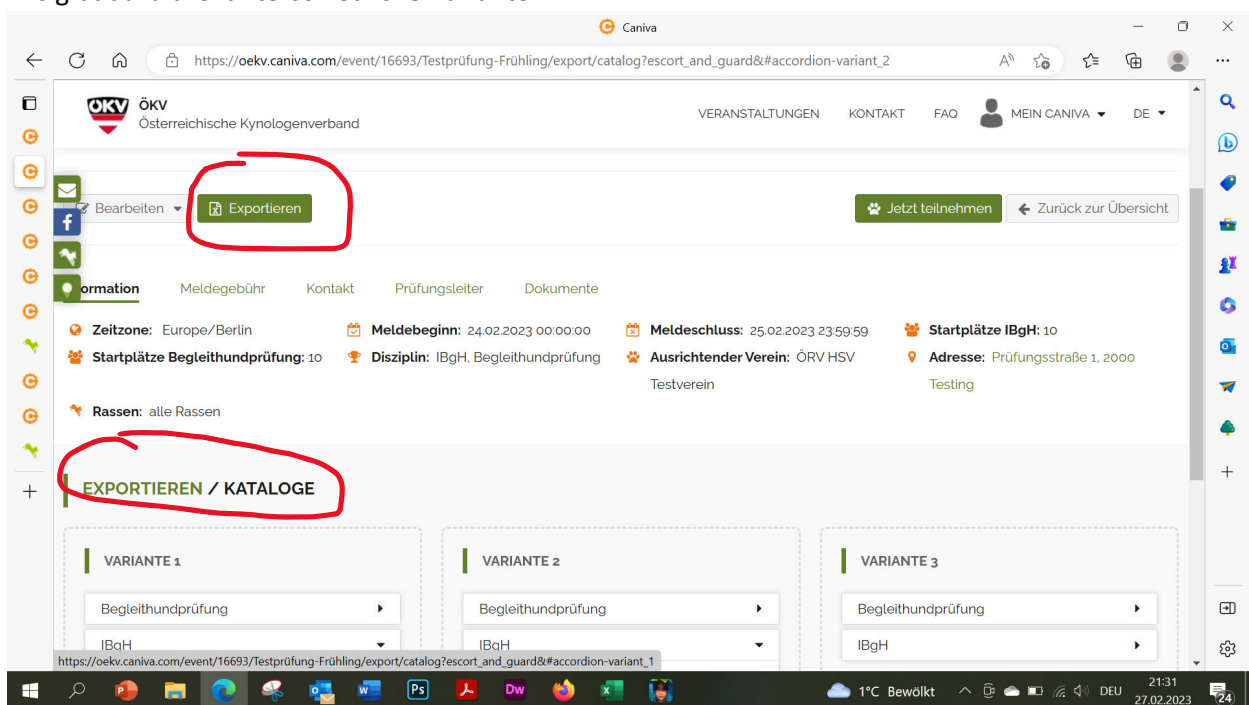 Caniva
https://oekv.caniva.com/event/16693/Testprüfung-Frühling/export/catalog?escort_and_guard&#accordion-variant_2
ÖKV
ÖKV
Österreichische Kynologenverband
VERANSTALTUNGEN KONTAKT FAQ MEIN CANIVA DE
Bearbeiten Exportieren Jetzt teilnehmen Zurück zur Übersicht
ormation Meldegebühr Kontakt Prüfungsleiter Dokumente
Zeitzone: Europe/Berlin Meldebeginn: 24.02.2023 00:00:00 Meldeschluss: 25.02.2023 23:59:59 Startplätze IBgH: 10
Startplätze Begleithundprüfung: 10 Disziplin: IBgH, Begleithundprüfung Ausrichtender Verein: ÖRV HSV Adresse: Prüfungsstraße 1, 2000
Testverein Testing
Rassen: alle Rassen
EXPORTIEREN / KATALOGE
VARIANTE 1 VARIANTE 2 VARIANTE 3
Begleithundprüfung Begleithundprüfung Begleithundprüfung
IBgH IBgH IBgH
https://oekv.caniva.com/event/16693/Testprüfung-Frühling/export/catalog?escort_and_guard&#accordion-variant_1
1°C Bewölkt DEU 21:31
27.02.2023 24